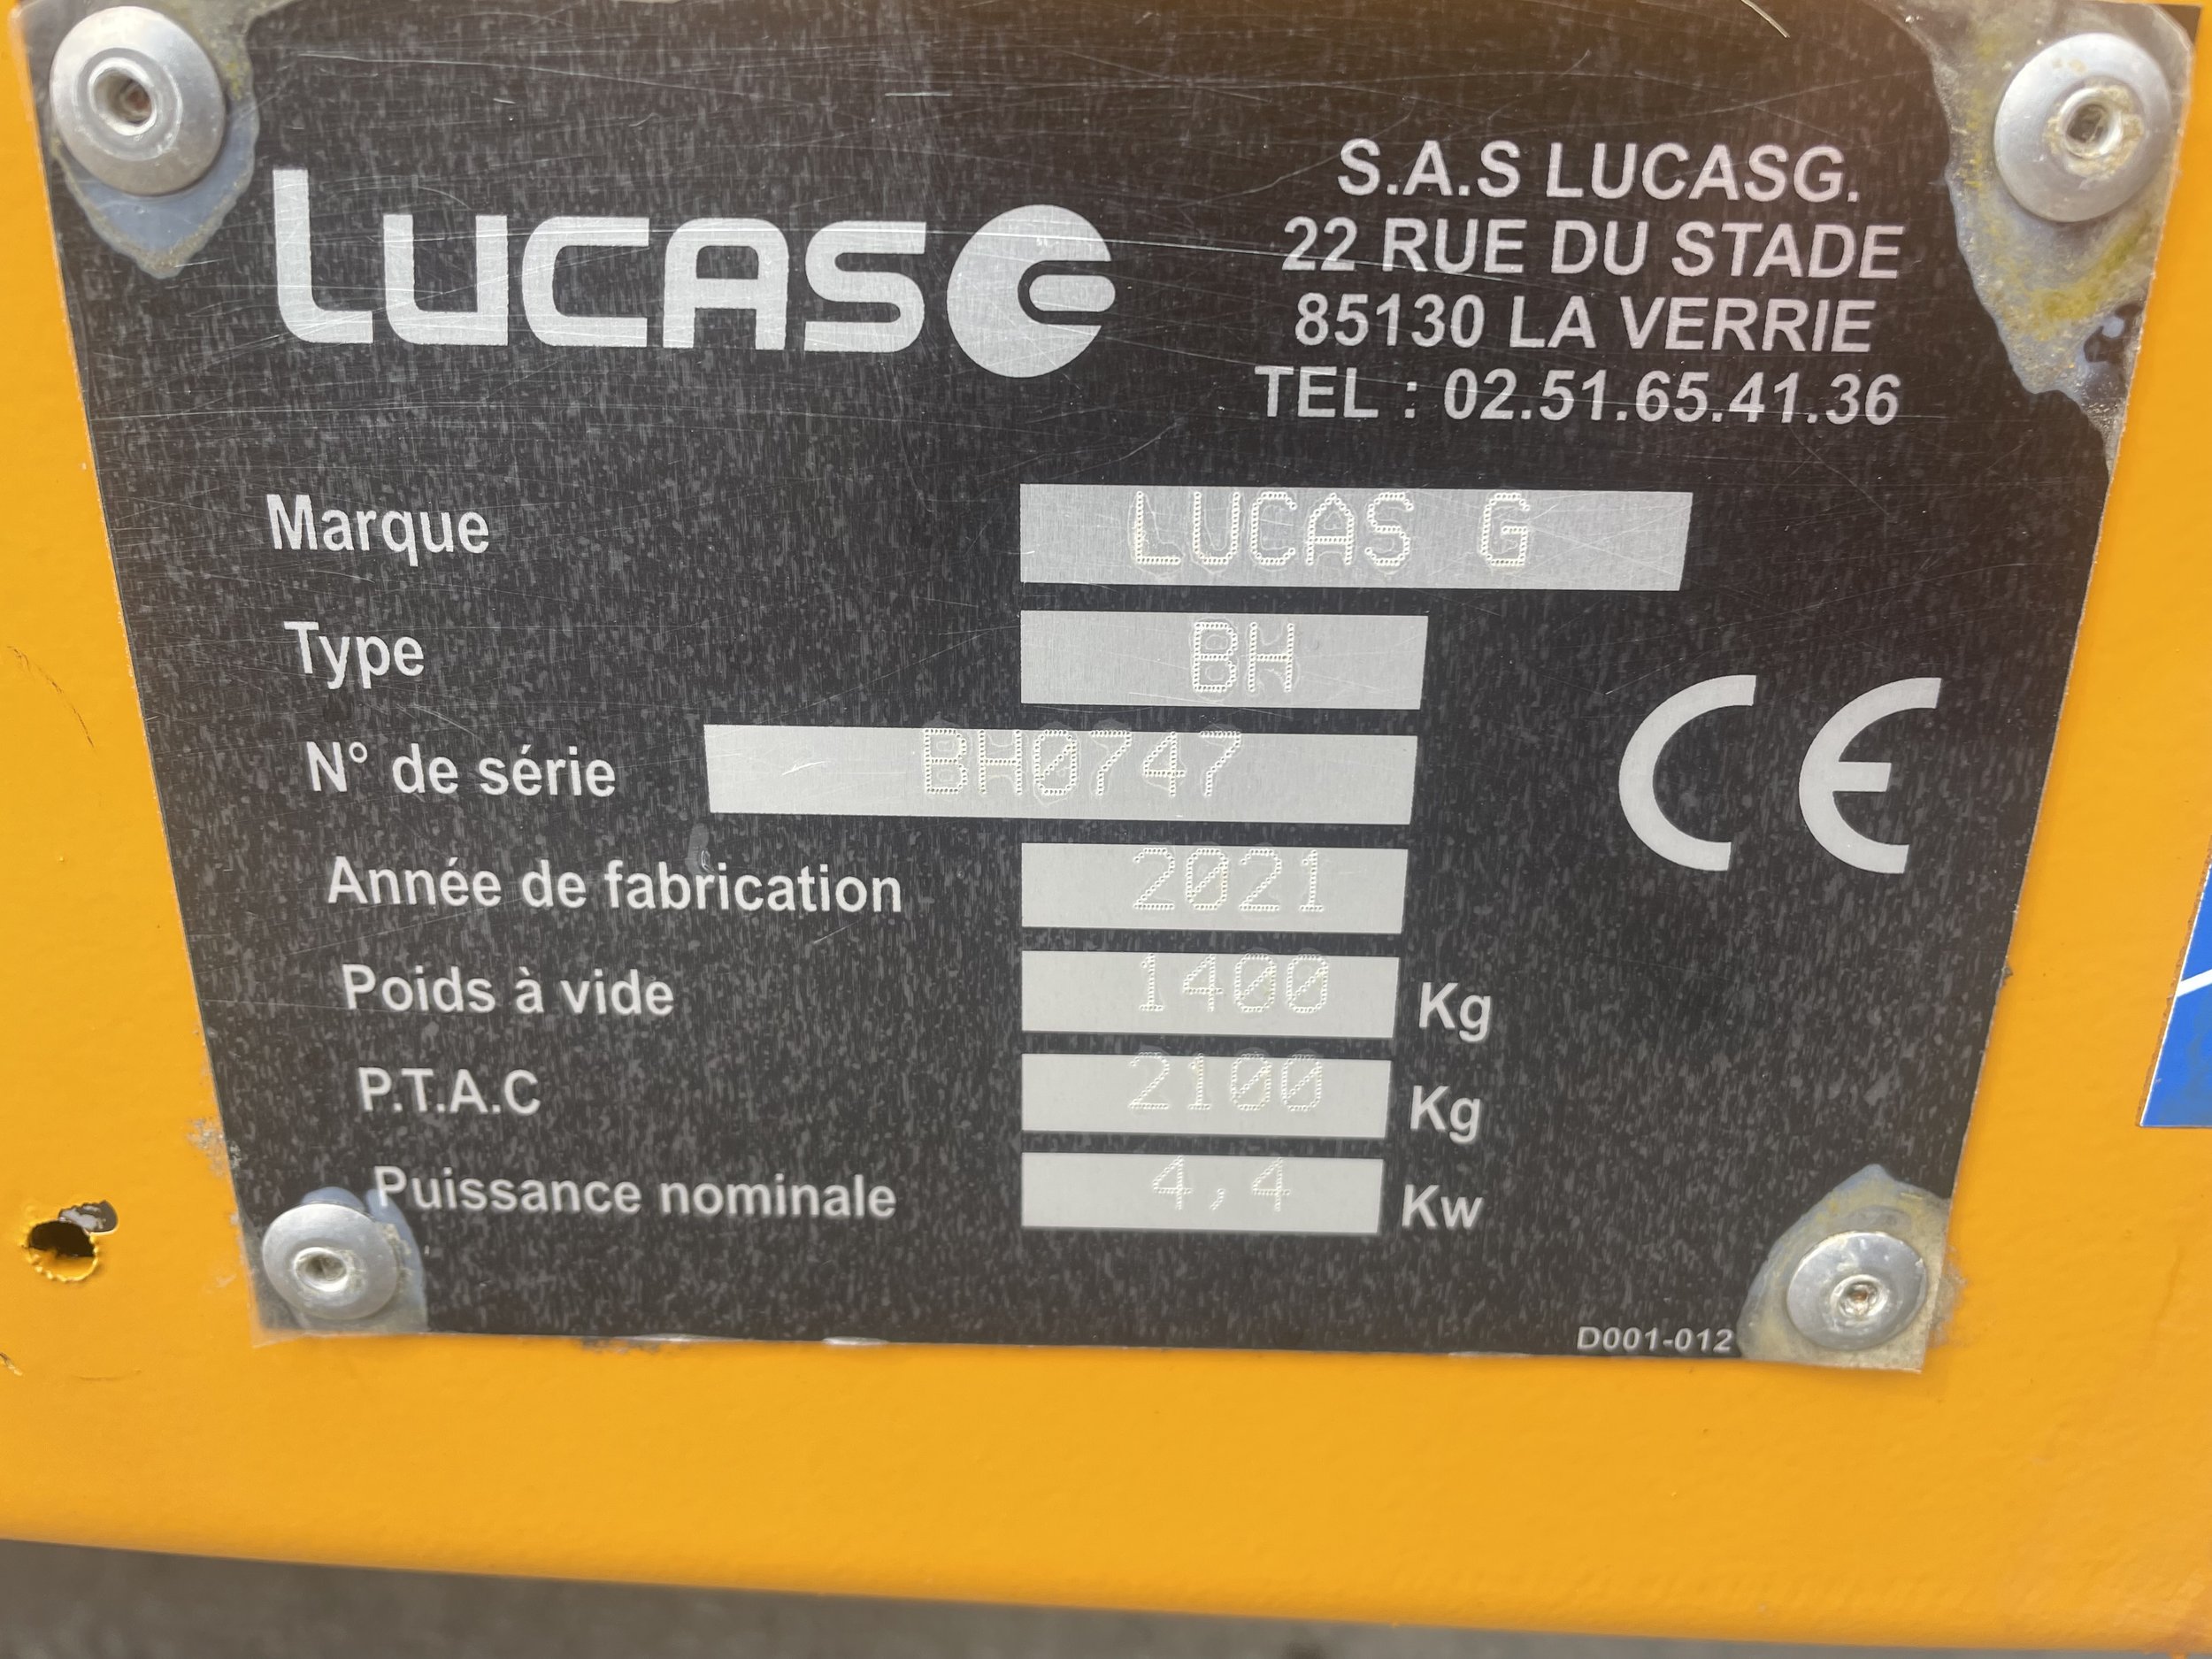 LUCAS G
S.A.S LUCASG.
22 RUE DU STADE
85130 LA VERRIE
TEL : 02.51.65.41.36
Marque LUCAS G
Type BH
N° de série BH0747
Année de fabrication 2021
Poids à vide 1400 Kg
P.T.A.C 2100 Kg
Puissance nominale 4,4 Kw
CE
D001-012